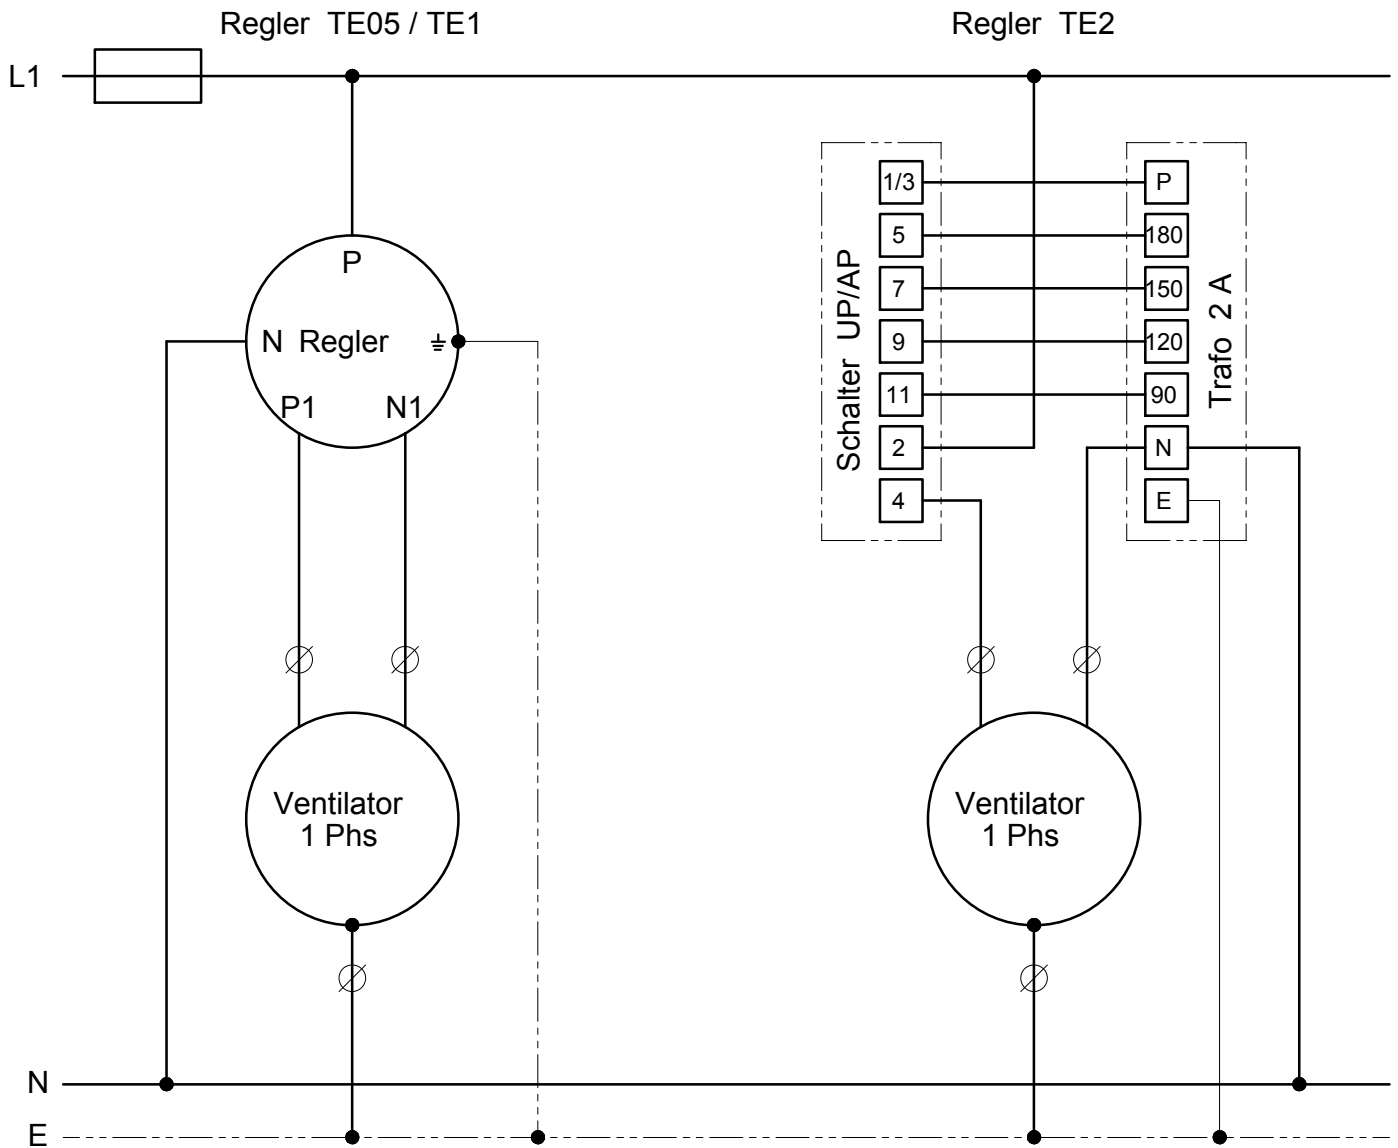 Regler TE05 / TE1
Regler TE2
L1
P
N Regler
P1 N1
Ventilator
1 Phs
Schalter UP/AP
1/3
5
7
9
11
2
4
P
180
150
120
90
N
E
Trafo 2 A
Ventilator
1 Phs
N
E